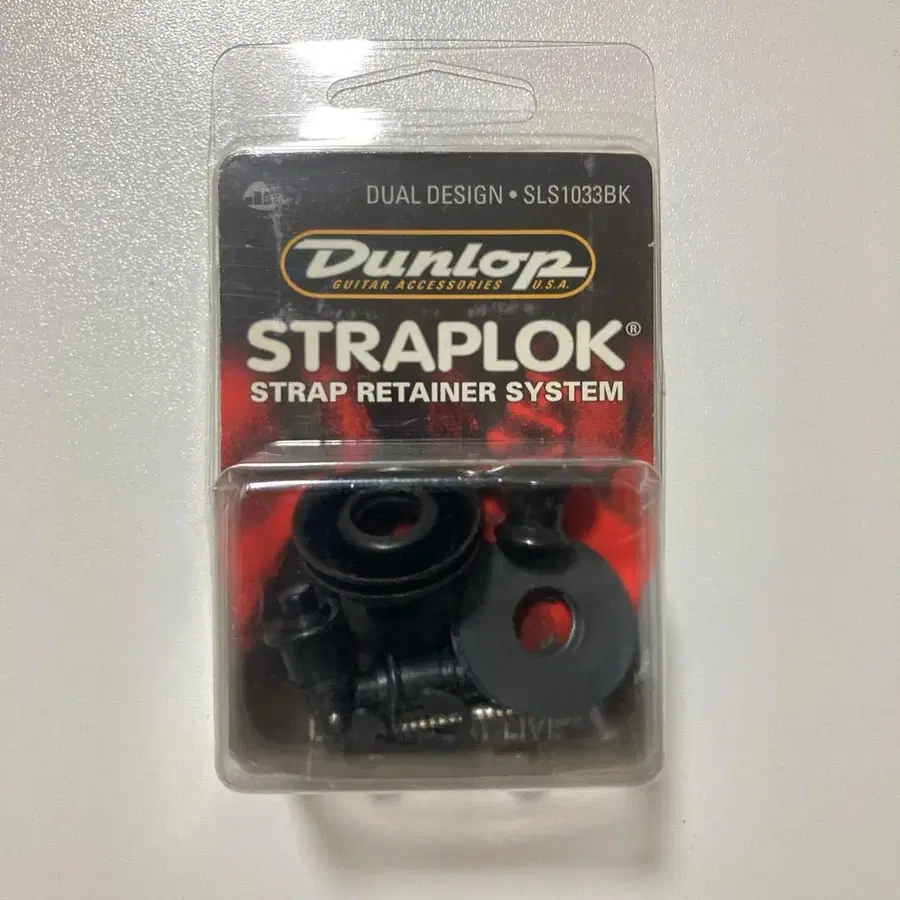 DUAL DESIGN • SLS1033BK
DUNLOP
GUITAR ACCESSORIES U.S.A.
STRAPLOK®
STRAP RETAINER SYSTEM